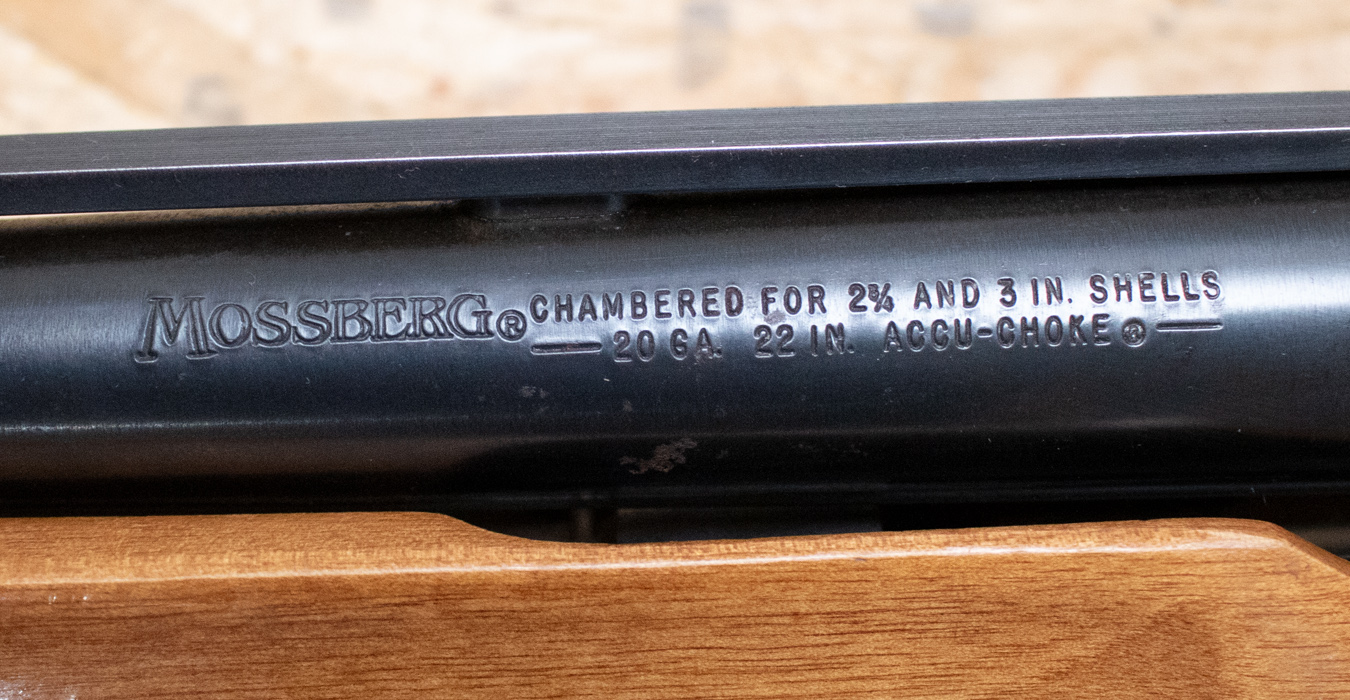 MOSSBERG® CHAMBERED FOR 2¾ AND 3 IN. SHELLS
20 GA. 22 IN. ACCU-CHOKE ®